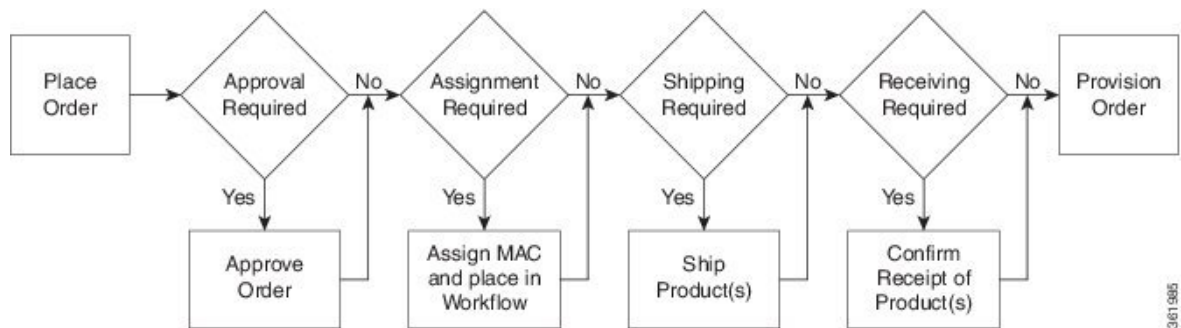 Place
Order
Approval
Required
No
Yes
Approve
Order
Assignment
Required
No
Yes
Assign MAC
and place in
Workflow
Shipping
Required
No
Yes
Ship
Product(s)
Receiving
Required
No
Yes
Confirm
Receipt of
Product(s)
Provision
Order
361985